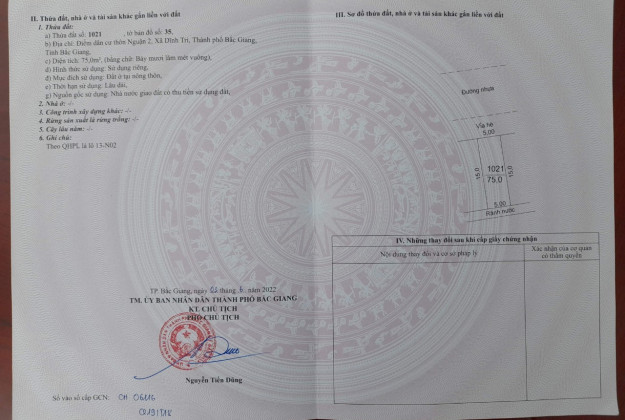 II. Thửa đất, nhà ở và tài sản khác gắn liền với đất
1. Thửa đất:
a) Thửa đất số: 1021 , tờ bản đồ số: 35,
b) Địa chỉ: Điểm dân cư thôn Nguận 2, Xã Dĩnh Trì, Thành phố Bắc Giang,
Tỉnh Bắc Giang,
c) Diện tích: 75,0m², (bằng chữ: Bảy mươi lăm mét vuông),
d) Hình thức sử dụng: Sử dụng riêng,
đ) Mục đích sử dụng: Đất ở tại nông thôn,
e) Thời hạn sử dụng: Lâu dài,
g) Nguồn gốc sử dụng: Nhà nước giao đất có thu tiền sử dụng đất,
2. Nhà ở: -/-
3. Công trình xây dựng khác: -/-
4. Rừng sản xuất là rừng trồng: -/-
5. Cây lâu năm: -/-
6. Ghi chú:
Theo QHPL là lô 13-N02
TP. Bắc Giang, ngày 02 tháng 6 năm 2022
TM. ỦY BAN NHÂN DÂN THÀNH PHỐ BẮC GIANG
KT. CHỦ TỊCH
PHÓ CHỦ TỊCH
Nguyễn Tiến Dũng
Số vào sổ cấp GCN: CH 06116
III. Sơ đồ thửa đất, nhà ở và tài sản khác gắn liền với đất
Đường nhựa
Vỉa hè
5,00
15,0
1021
75,0
15,0
5,00
Rãnh nước
IV. Những thay đổi sau khi cấp giấy chứng nhận
Nội dung thay đổi và cơ sở pháp lý
Xác nhận của cơ quan
có thẩm quyền